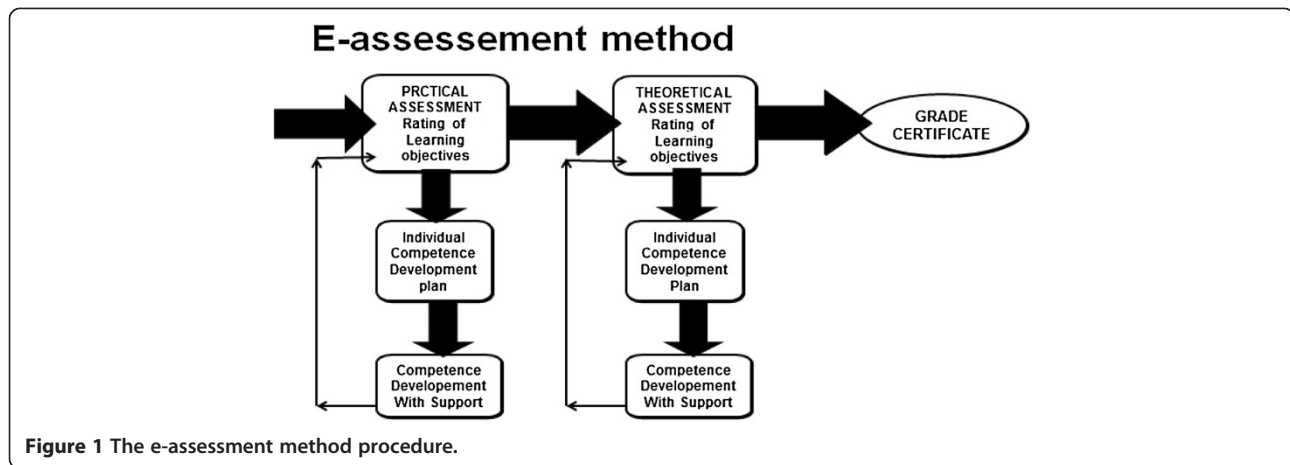 E-assessement method
PRCTICAL
ASSESSMENT
Rating of
Learning
objectives
THEORETICAL
ASSESSMENT
Rating of
Learning
objectives
GRADE
CERTIFICATE
Individual
Competence
Development
plan
Individual
Competence
Development
Plan
Competence
Developement
With Support
Competence
Developement
With Support
Figure 1 The e-assessment method procedure.